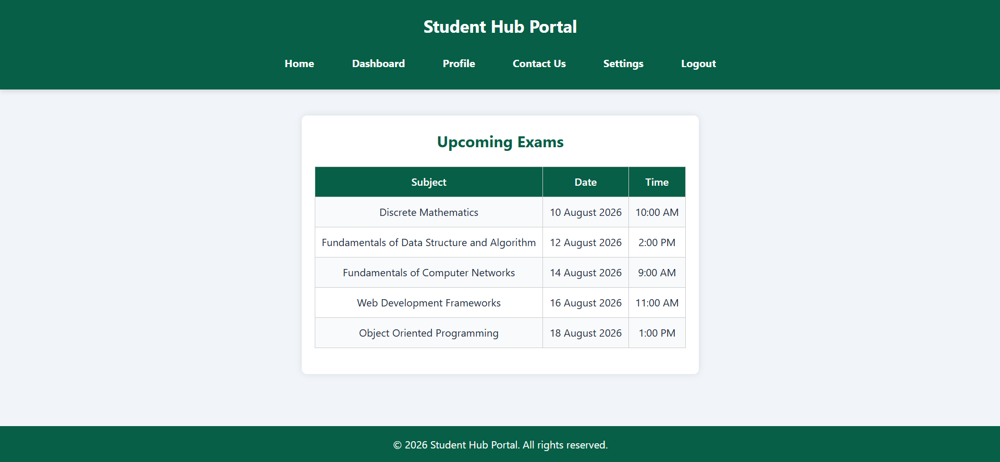 Student Hub Portal
Home Dashboard Profile Contact Us Settings Logout
Upcoming Exams
Subject Date Time
Discrete Mathematics 10 August 2026 10:00 AM
Fundamentals of Data Structure and Algorithm 12 August 2026 2:00 PM
Fundamentals of Computer Networks 14 August 2026 9:00 AM
Web Development Frameworks 16 August 2026 11:00 AM
Object Oriented Programming 18 August 2026 1:00 PM
© 2026 Student Hub Portal. All rights reserved.